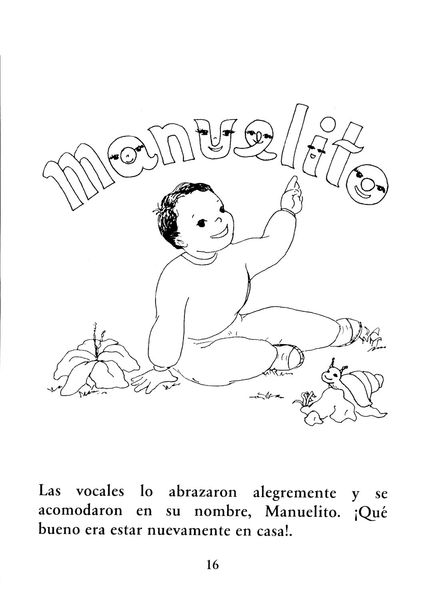 manuelito
Las vocales lo abrazaron alegremente y se
acomodaron en su nombre, Manuelito. ¡Qué
bueno era estar nuevamente en casa!.
16